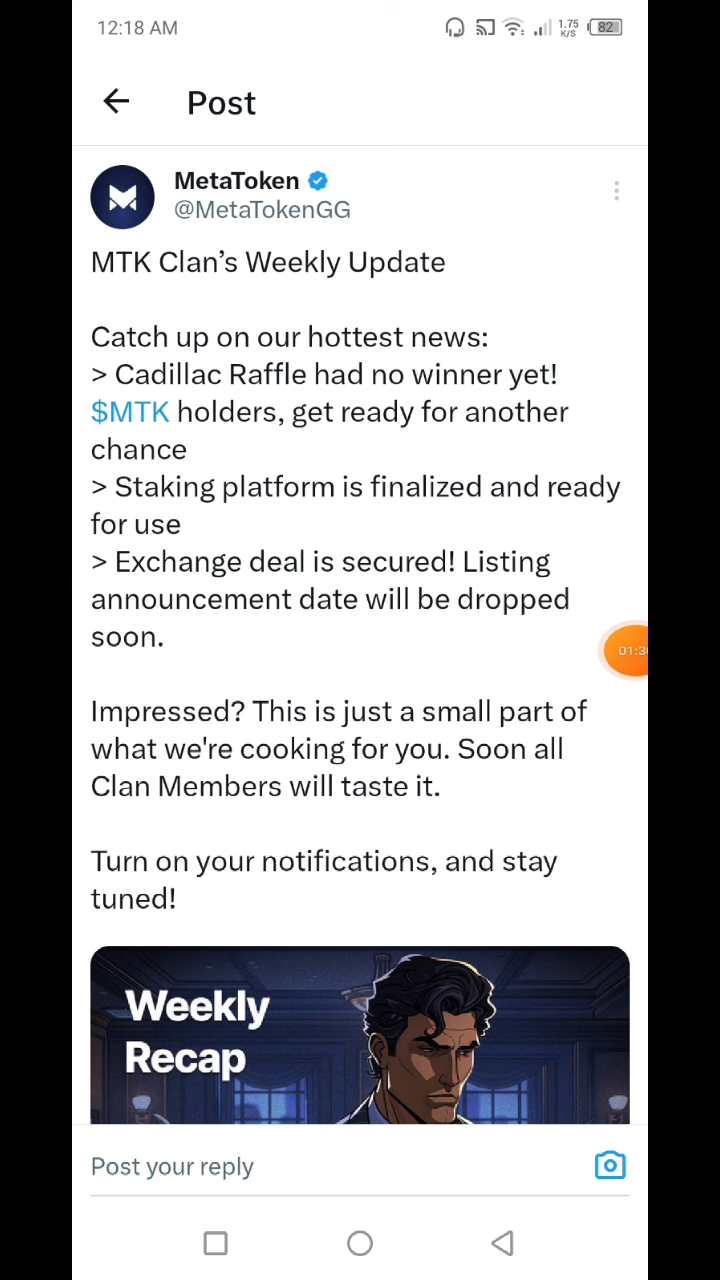 12:18 AM
1.75
K/S
82
Post
MetaToken
@MetaTokenGG
MTK Clan’s Weekly Update
Catch up on our hottest news:
> Cadillac Raffle had no winner yet!
$MTK holders, get ready for another
chance
> Staking platform is finalized and ready
for use
> Exchange deal is secured! Listing
announcement date will be dropped
soon.
Impressed? This is just a small part of
what we're cooking for you. Soon all
Clan Members will taste it.
Turn on your notifications, and stay
tuned!
Weekly
Recap
Post your reply